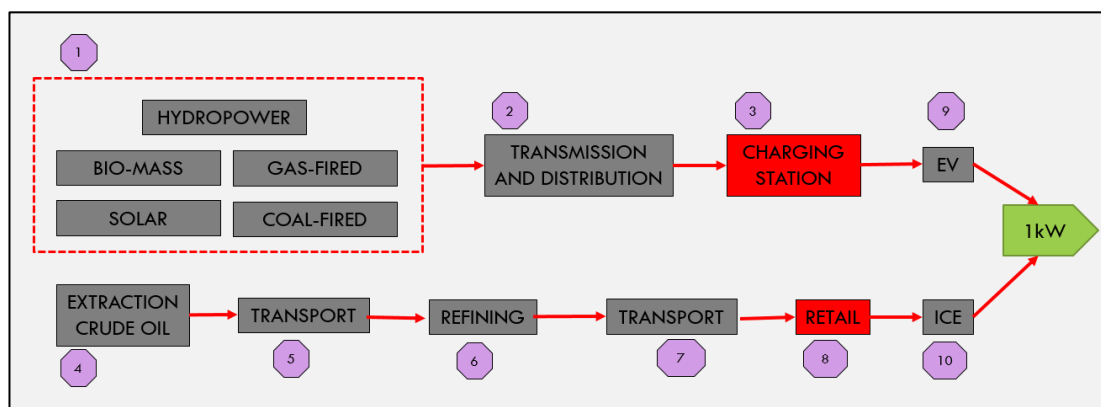 1
HYDROPOWER
BIO-MASS
GAS-FIRED
SOLAR
COAL-FIRED
2
TRANSMISSION
AND DISTRIBUTION
3
CHARGING
STATION
9
EV
1kW
EXTRACTION
CRUDE OIL
4
TRANSPORT
5
REFINING
6
TRANSPORT
7
RETAIL
8
ICE
10